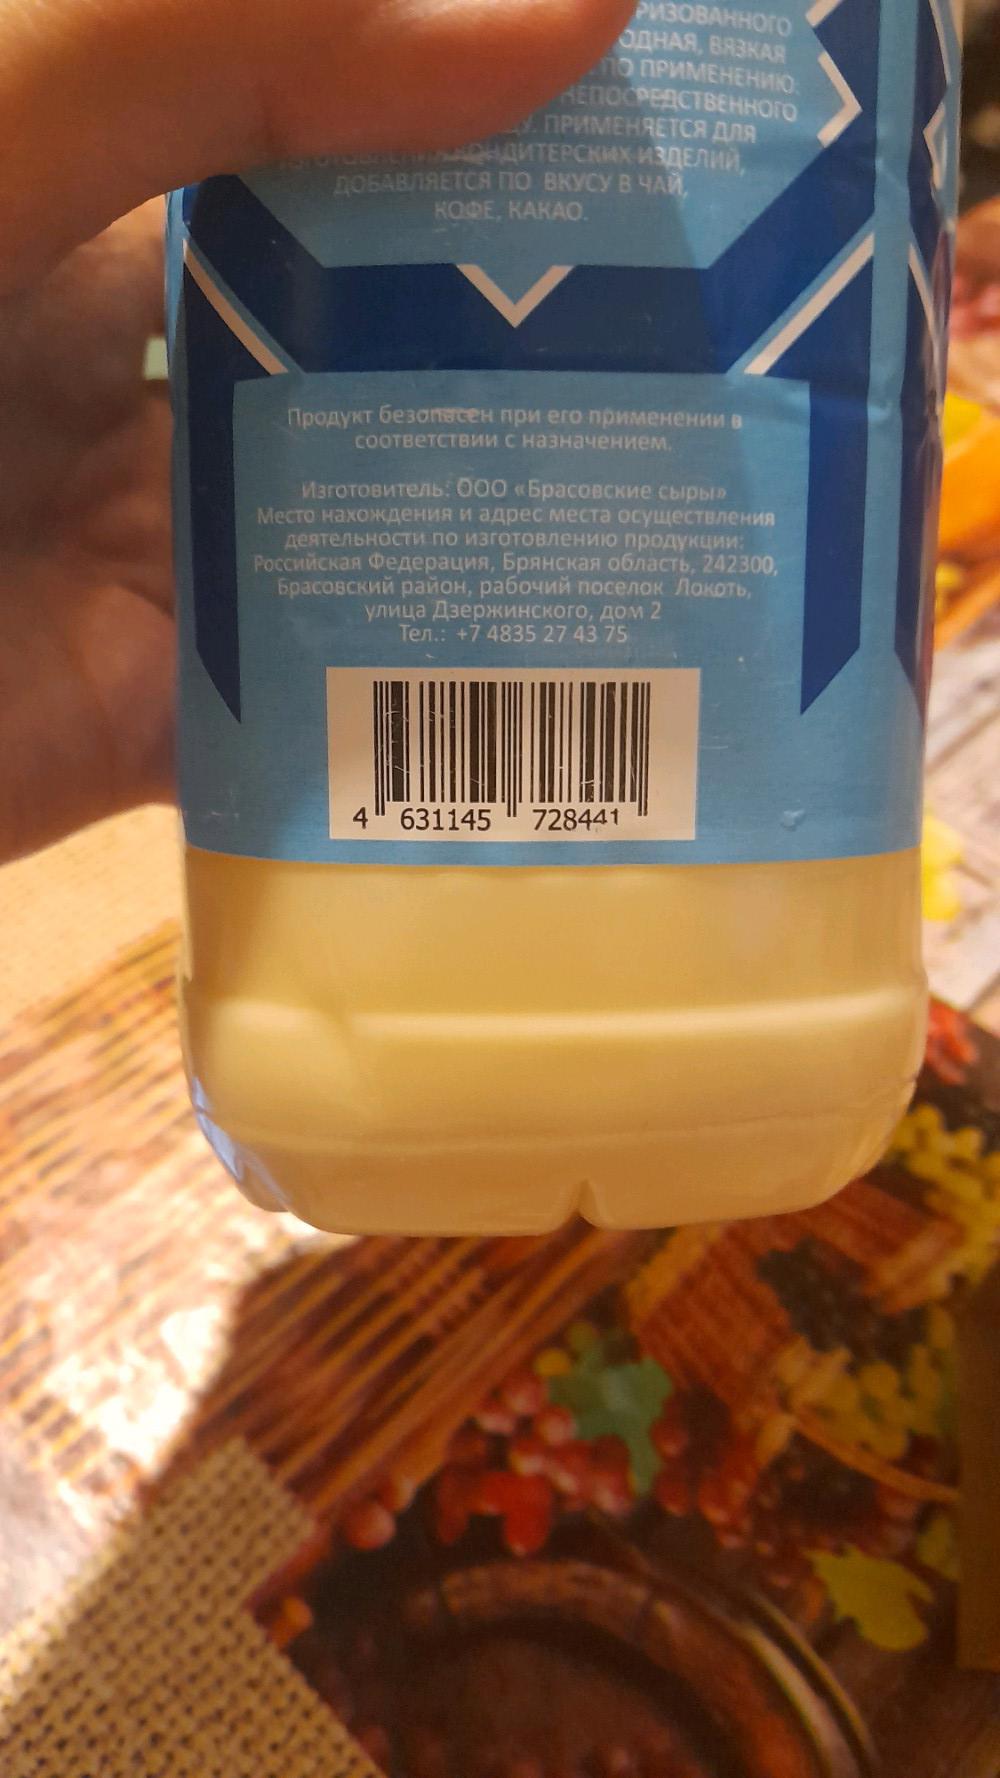 РИЗОВАННОГО
ОДНАЯ, ВЯЗКАЯ
ПО ПРИМЕНЕНИЮ:
НЕПОСРЕДСТВЕННОГО
ДУ. ПРИМЕНЯЕТСЯ ДЛЯ
ИЗГОТОВЛЕНИЯ КОНДИТЕРСКИХ ИЗДЕЛИЙ,
ДОБАВЛЯЕТСЯ ПО ВКУСУ В ЧАЙ,
КОФЕ, КАКАО.
Продукт безопасен при его применении в
соответствии с назначением.
Изготовитель: ООО «Брасовские сыры»
Место нахождения и адрес места осуществления
деятельности по изготовлению продукции:
Российская Федерация, Брянская область, 242300,
Брасовский район, рабочий поселок Локоть,
улица Дзержинского, дом 2
Тел.: +7 4835 27 43 75
4 631145 728441